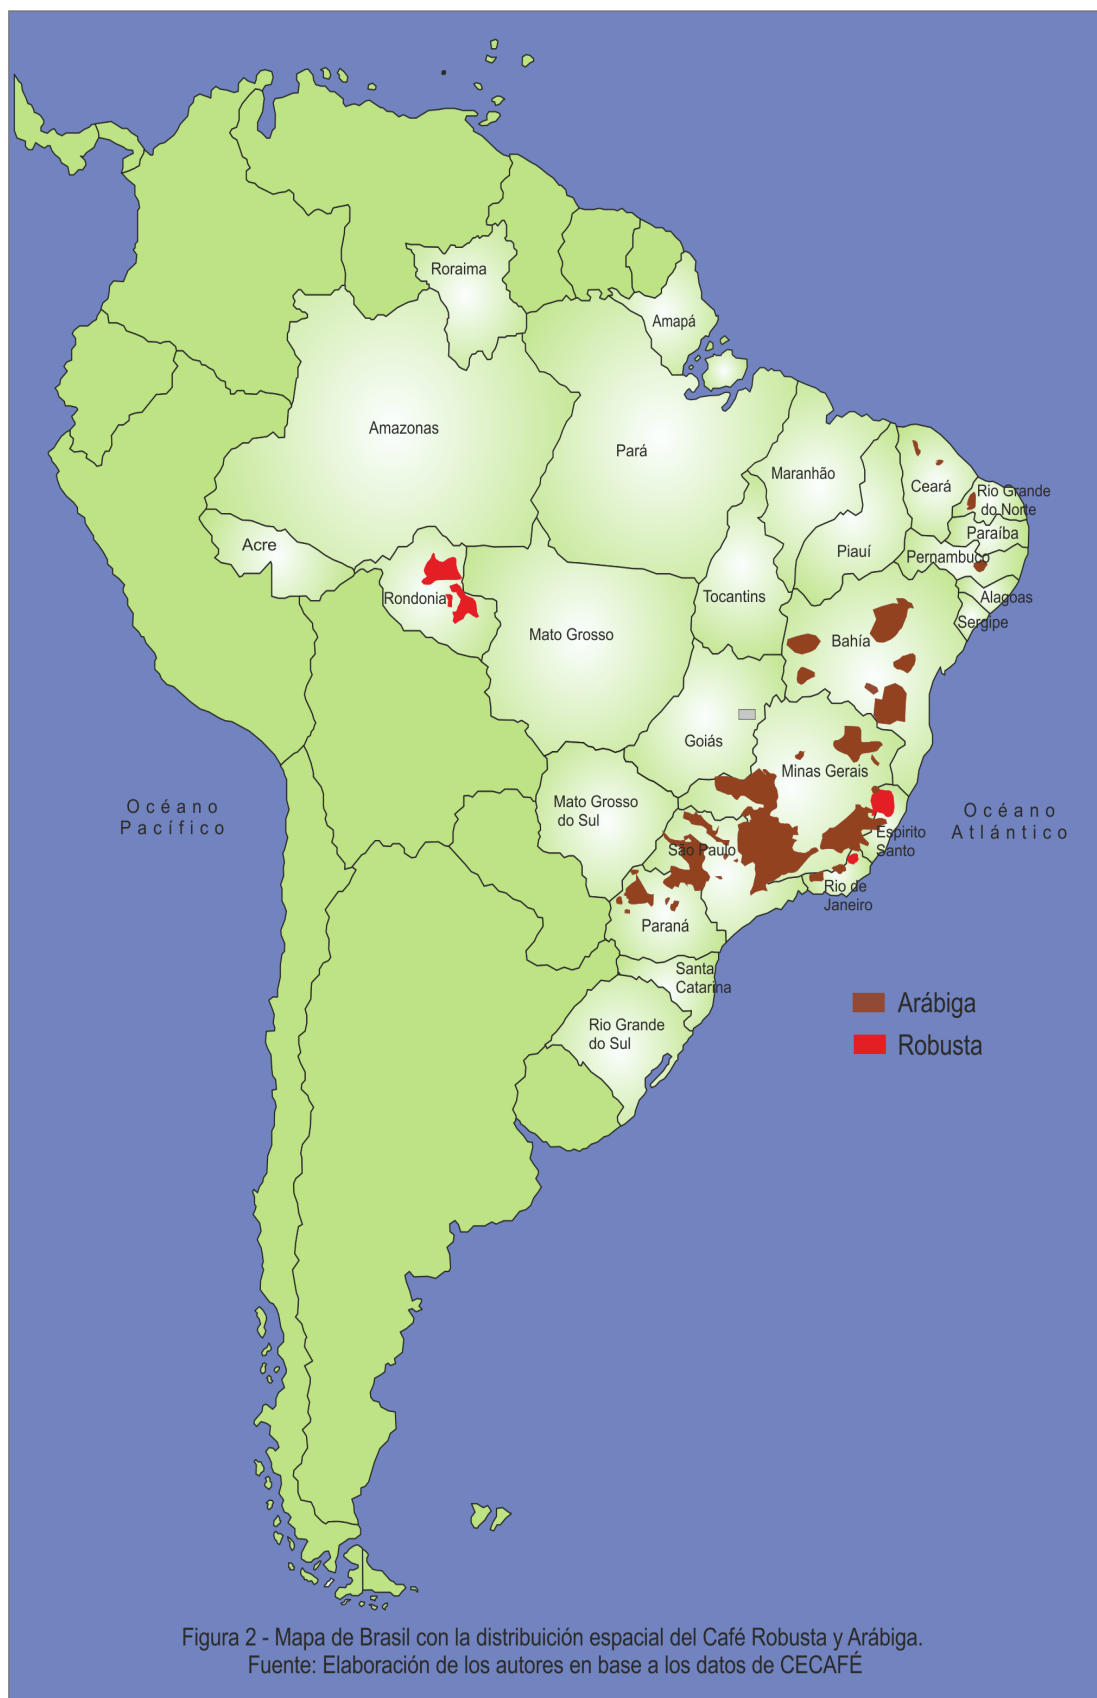 Roraima
Amapá
Amazonas
Pará
Maranhão
Ceará
Rio Grande
do Norte
Paraíba
Piauí
Pernambuco
Acre
Rondonia
Tocantins
Alagoas
Sergipe
Mato Grosso
Bahía
Goiás
Minas Gerais
Mato Grosso
do Sul
Océano
Pacífico
Océano
Atlántico
Espirito
Santo
São Paulo
Rio de
Janeiro
Paraná
Santa
Catarina
Rio Grande
do Sul
Arábiga
Robusta
Figura 2 - Mapa de Brasil con la distribuición espacial del Café Robusta y Arábiga.
Fuente: Elaboración de los autores en base a los datos de CECAFÉ